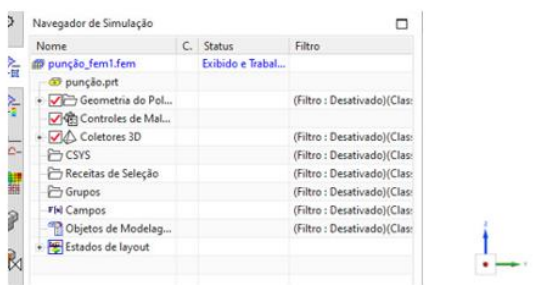 Navegador de Simulação
Nome C. Status Filtro
punção_fem1.fem Exibido e Trabal...
punção.prt
Geometria do Pol... (Filtro : Desativado)(Clas
Controles de Mal...
Coletores 3D (Filtro : Desativado)(Clas
CSYS (Filtro : Desativado)(Clas
Receitas de Seleção (Filtro : Desativado)(Clas
Grupos (Filtro : Desativado)(Clas
Campos (Filtro : Desativado)(Clas
Objetos de Modelag... (Filtro : Desativado)(Clas
Estados de layout